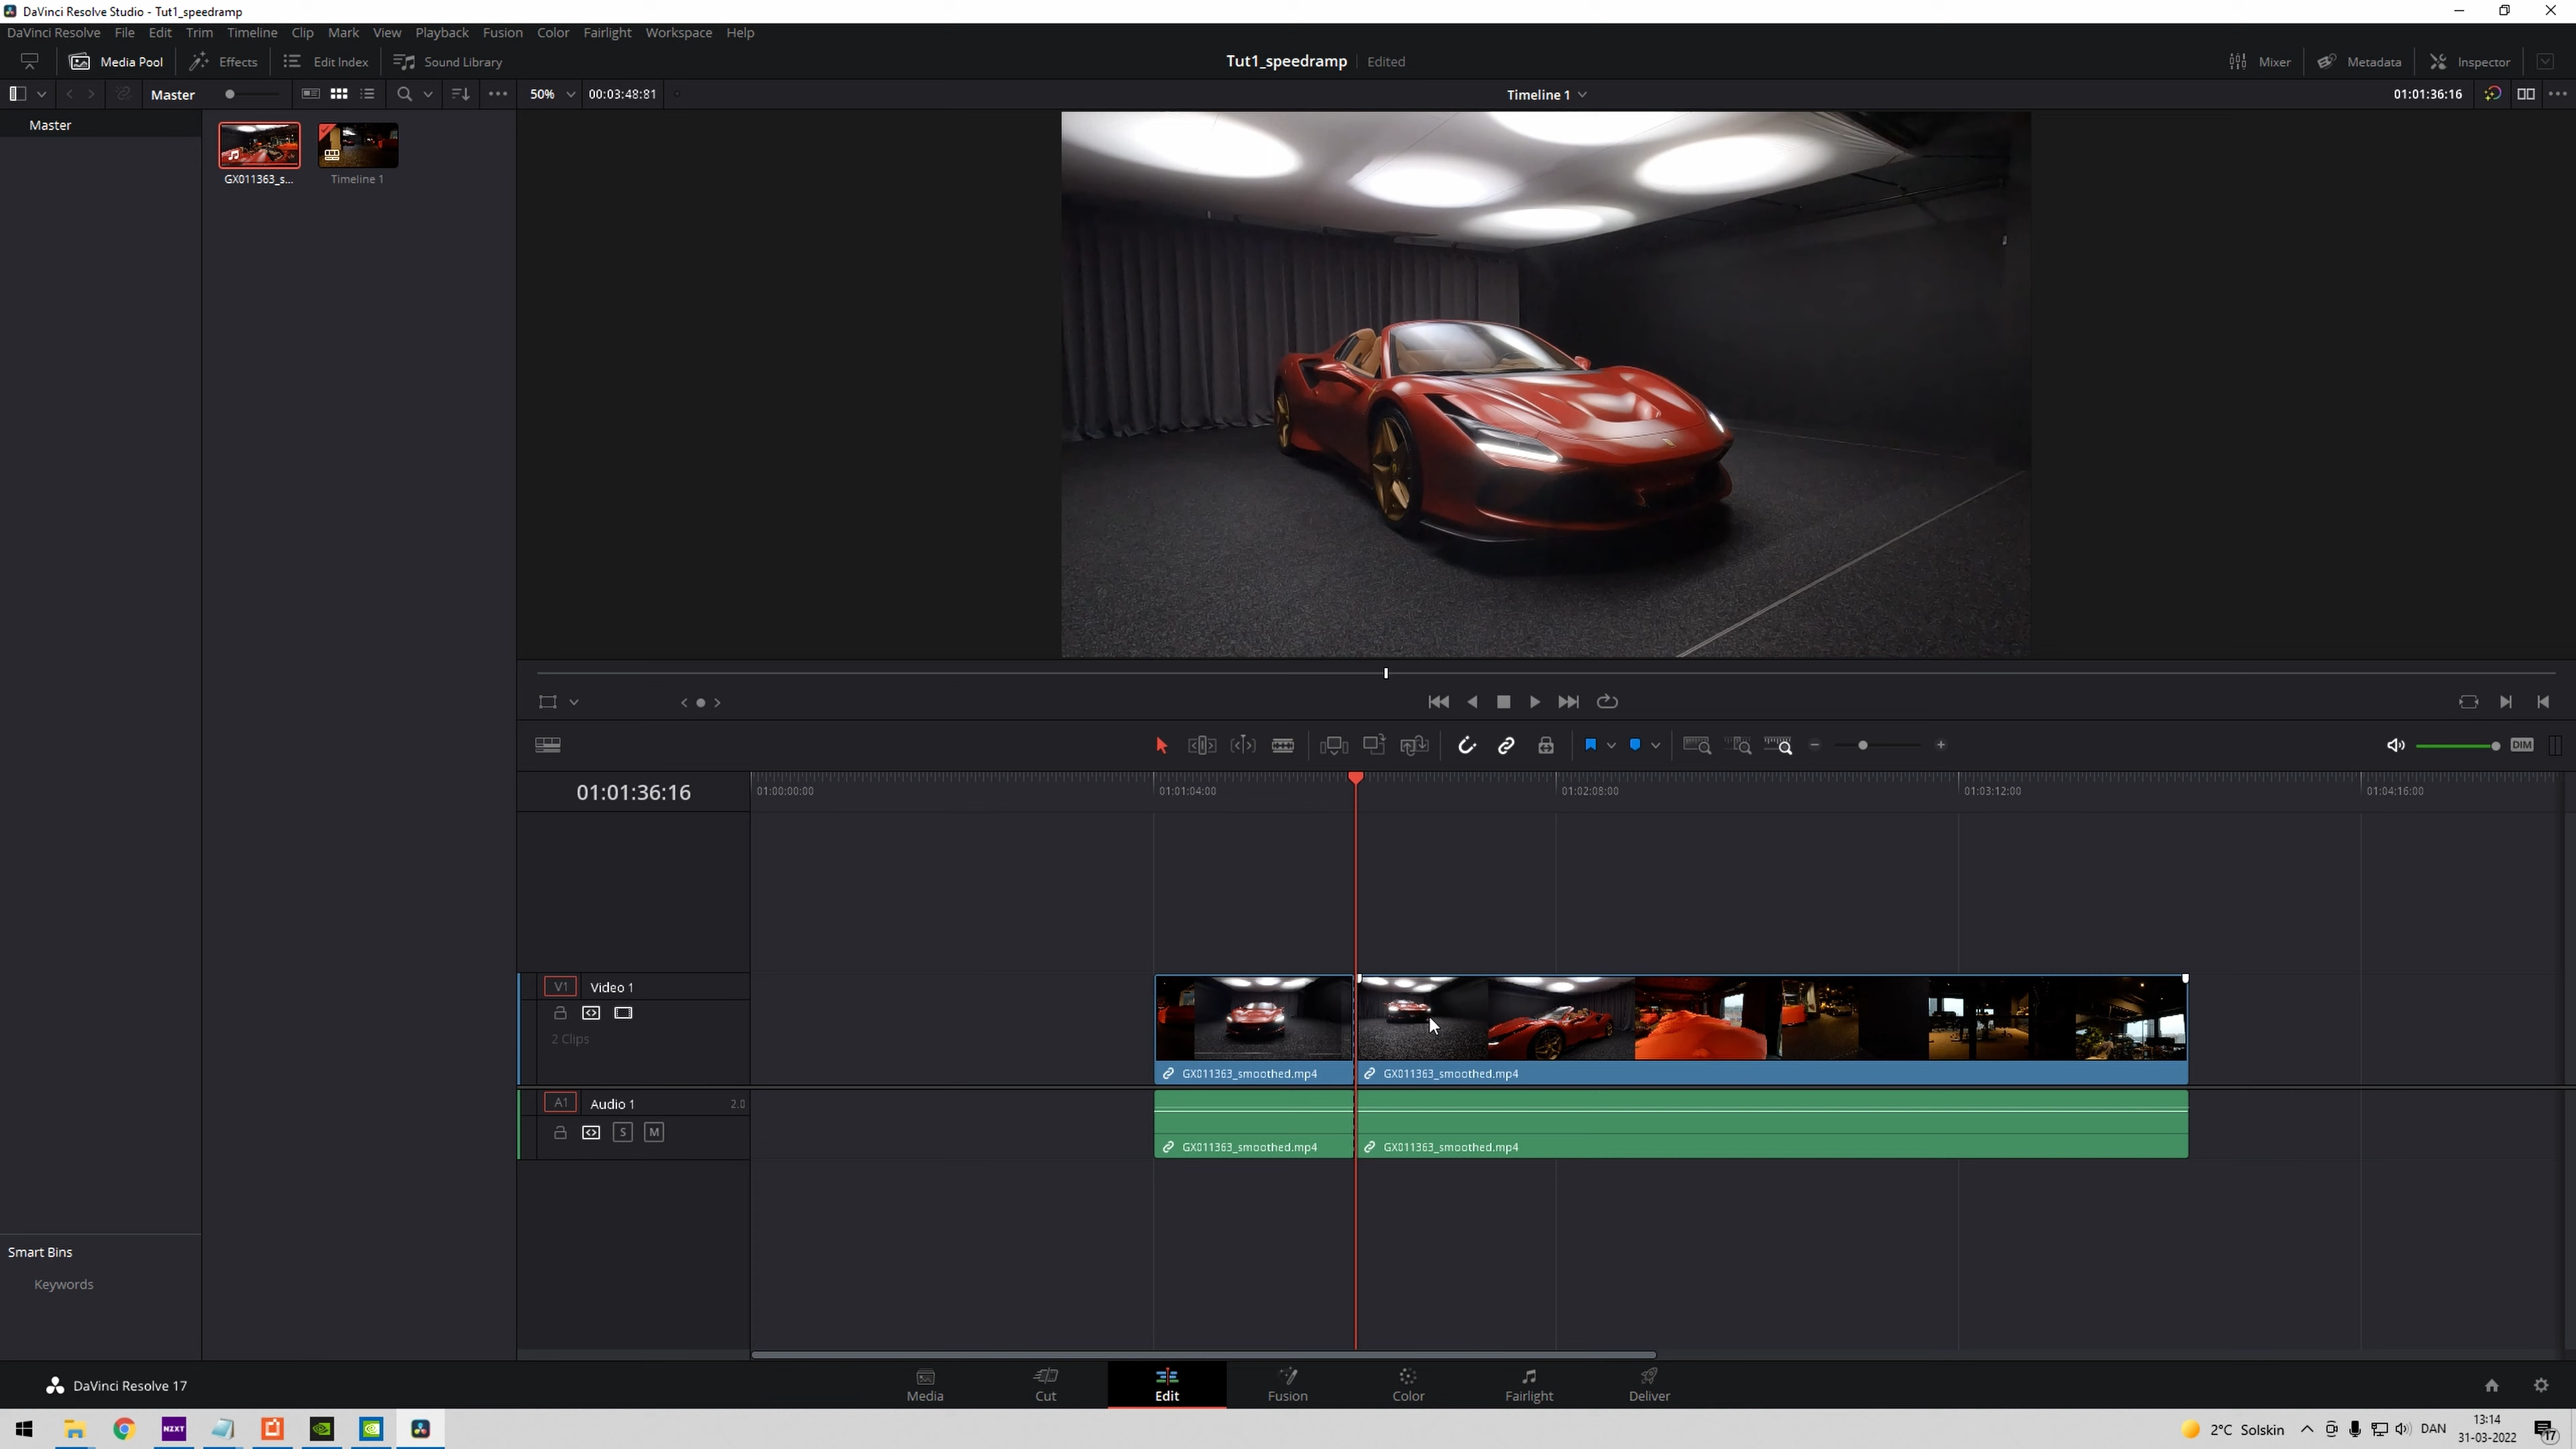 DaVinci Resolve Studio - Tut1_speedramp
DaVinci Resolve File Edit Trim Timeline Clip Mark View Playback Fusion Color Fairlight Workspace Help
Media Pool Effects Edit Index Sound Library Tut1_speedramp Edited Mixer Metadata Inspector
Master 50% 00:03:48:81 Timeline 1 01:01:36:16
Master
GX011363_s... Timeline 1
DIM
01:01:36:16 01:00:00:00 01:01:04:00 01:02:08:00 01:03:12:00 01:04:16:00
V1 Video 1
2 Clips
GX011363_smoothed.mp4 GX011363_smoothed.mp4
A1 Audio 1 2.0
S M
GX011363_smoothed.mp4 GX011363_smoothed.mp4
Smart Bins
Keywords
DaVinci Resolve 17 Media Cut Edit Fusion Color Fairlight Deliver
NZXT 2°C Solskin DAN 13:14
31-03-2022 17